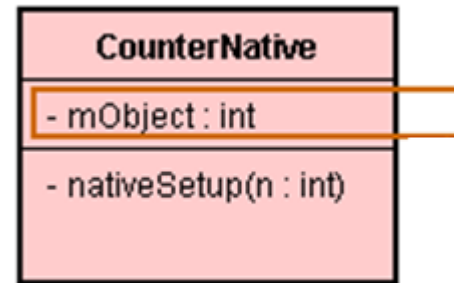 CounterNative
- mObject : int
- nativeSetup(n : int)